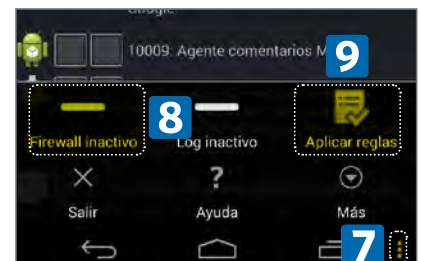 Google
10009: Agente comentarios M
9
8
Firewall inactivo
Log inactivo
Aplicar reglas
Salir
Ayuda
Más
7